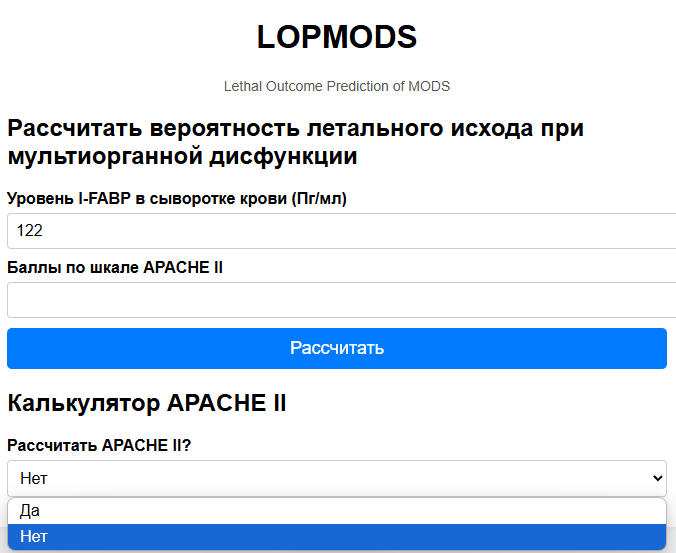 LOPMODS
Lethal Outcome Prediction of MODS
Рассчитать вероятность летального исхода при
мультиорганной дисфункции
Уровень I-FABP в сыворотке крови (Пг/мл)
122
Баллы по шкале APACHE II
Рассчитать
Калькулятор APACHE II
Рассчитать APACHE II?
Нет
Да
Нет